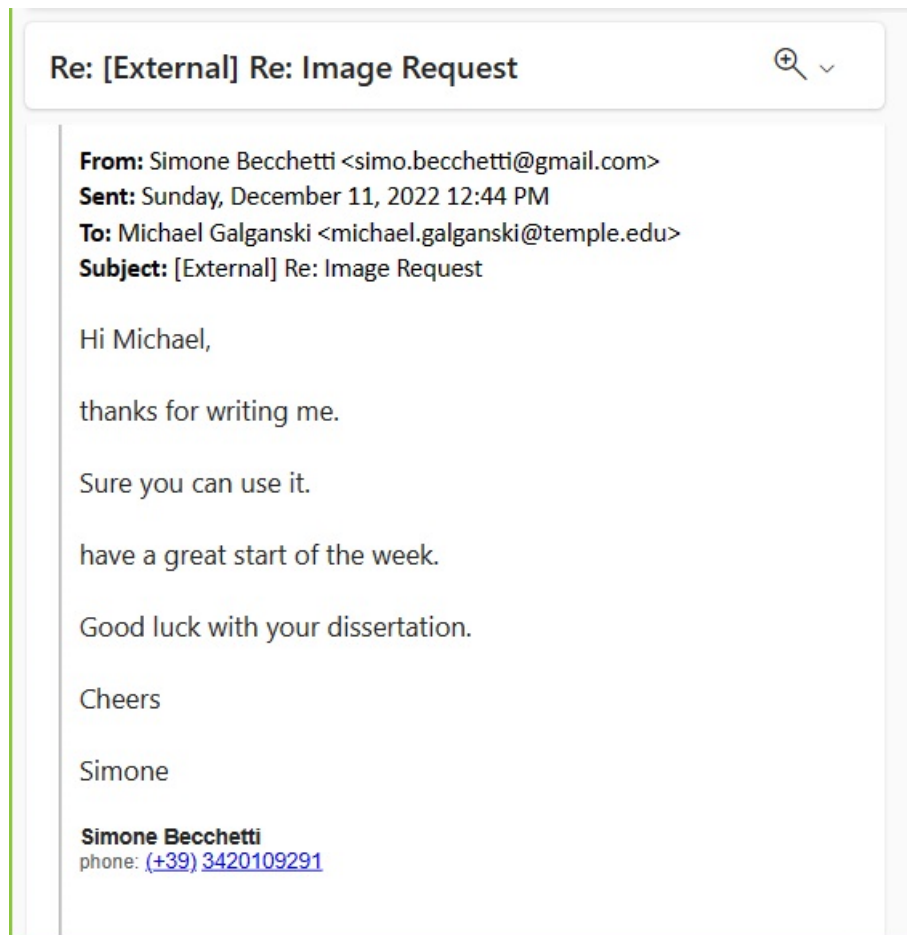 Re: [External] Re: Image Request
From: Simone Becchetti <simo.becchetti@gmail.com>
Sent: Sunday, December 11, 2022 12:44 PM
To: Michael Galganski <michael.galganski@temple.edu>
Subject: [External] Re: Image Request
Hi Michael,
thanks for writing me.
Sure you can use it.
have a great start of the week.
Good luck with your dissertation.
Cheers
Simone
Simone Becchetti
phone: (+39) 3420109291